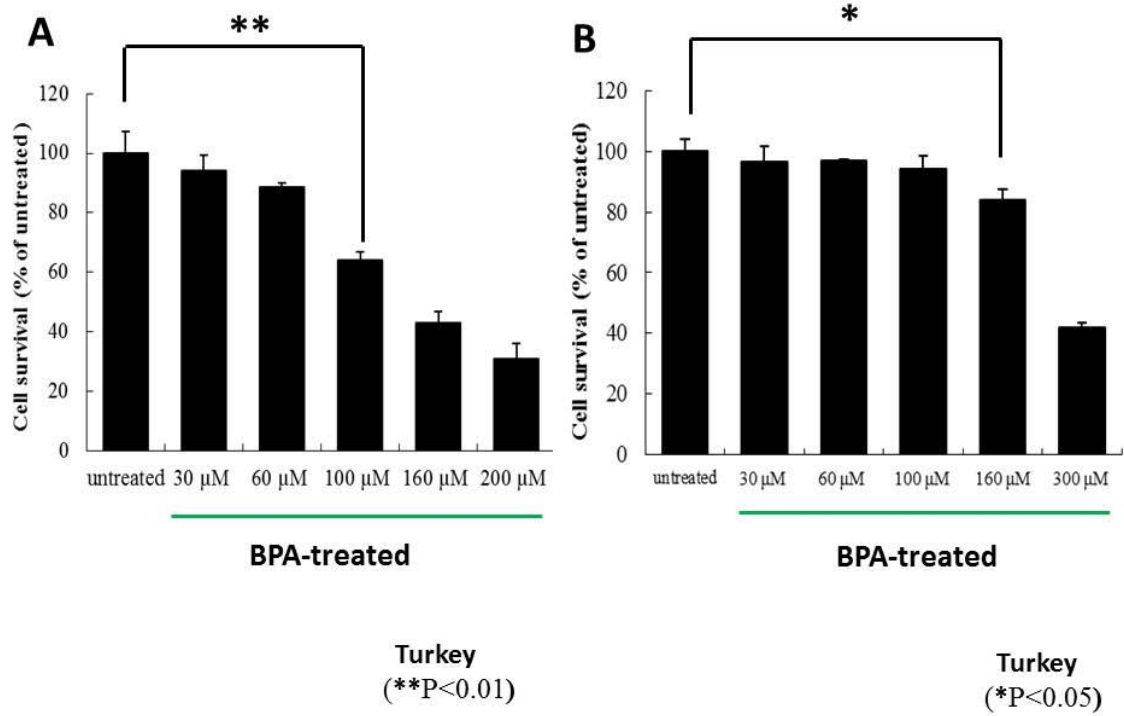 A
**
Cell survival (% of untreated )
120
100
80
60
40
20
0
untreated 30 µM 60 µM 100 µM 160 µM 200 µM
BPA-treated
Turkey
(**P<0.01)
B
*
Cell survival (% of untreated)
120
100
80
60
40
20
0
untreated 30 µM 60 µM 100 µM 160 µM 300 µM
BPA-treated
Turkey
(*P<0.05)